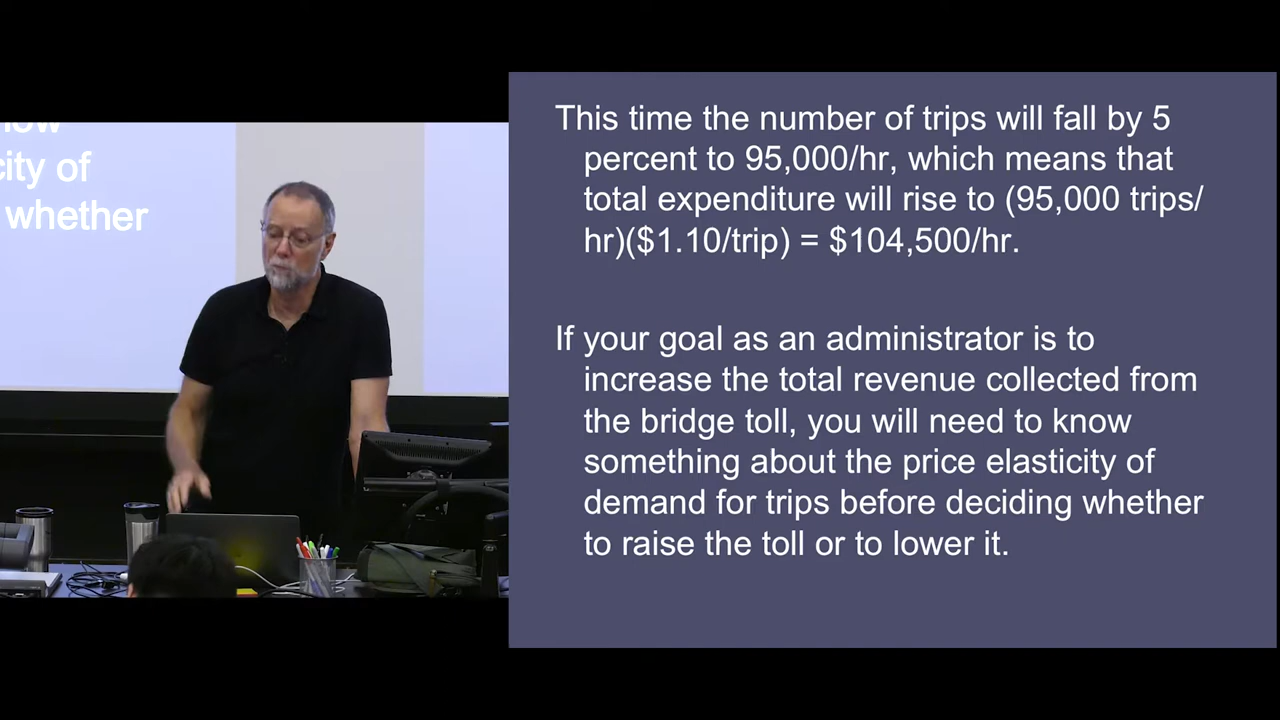 city of
whether
This time the number of trips will fall by 5
percent to 95,000/hr, which means that
total expenditure will rise to (95,000 trips/
hr)($1.10/trip) = $104,500/hr.
If your goal as an administrator is to
increase the total revenue collected from
the bridge toll, you will need to know
something about the price elasticity of
demand for trips before deciding whether
to raise the toll or to lower it.